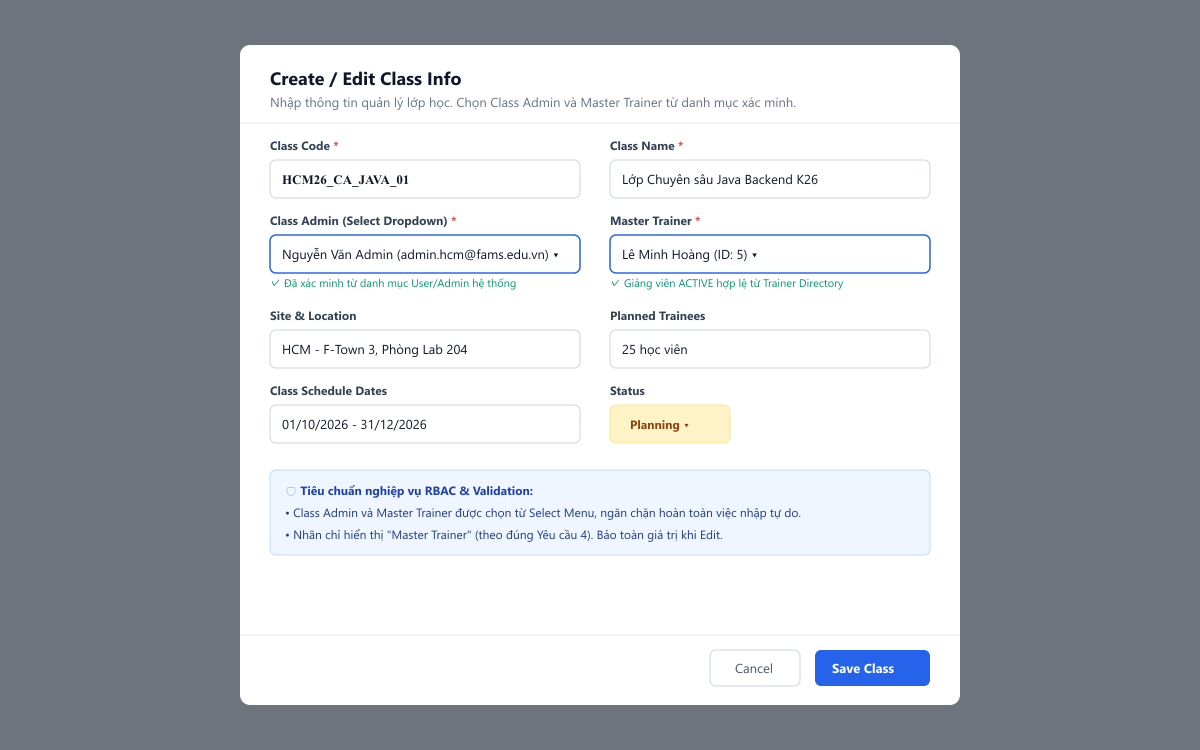 Create / Edit Class Info
Nhập thông tin quản lý lớp học. Chọn Class Admin và Master Trainer từ danh mục xác minh.
Class Code *
Class Name *
HCM26_CA_JAVA_01
Lớp Chuyên sâu Java Backend K26
Class Admin (Select Dropdown) *
Master Trainer *
Nguyễn Văn Admin (admin.hcm@fams.edu.vn) ▾
Lê Minh Hoàng (ID: 5) ▾
✓ Đã xác minh từ danh mục User/Admin hệ thống
✓ Giảng viên ACTIVE hợp lệ từ Trainer Directory
Site & Location
Planned Trainees
HCM - F-Town 3, Phòng Lab 204
25 học viên
Class Schedule Dates
Status
01/10/2026 - 31/12/2026
Planning ▾
🛡 Tiêu chuẩn nghiệp vụ RBAC & Validation:
• Class Admin và Master Trainer được chọn từ Select Menu, ngăn chặn hoàn toàn việc nhập tự do.
• Nhãn chỉ hiển thị "Master Trainer" (theo đúng Yêu cầu 4). Bảo toàn giá trị khi Edit.
Cancel
Save Class